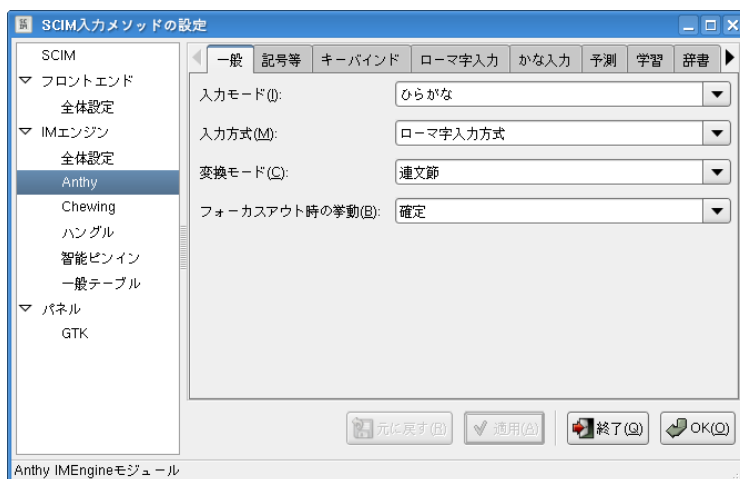 SCIM入力メソッドの設定
SCIM
フロントエンド
全体設定
IMエンジン
全体設定
Anthy
Chewing
ハングル
智能ピンイン
一般テーブル
パネル
GTK
一般 記号等 キーバインド ローマ字入力 かな入力 予測 学習 辞書
入力モード(I): ひらがな
入力方式(M): ローマ字入力方式
変換モード(C): 連文節
フォーカスアウト時の挙動(B): 確定
元に戻す(R) 適用(A) 終了(Q) OK(O)
Anthy IMEngineモジュール